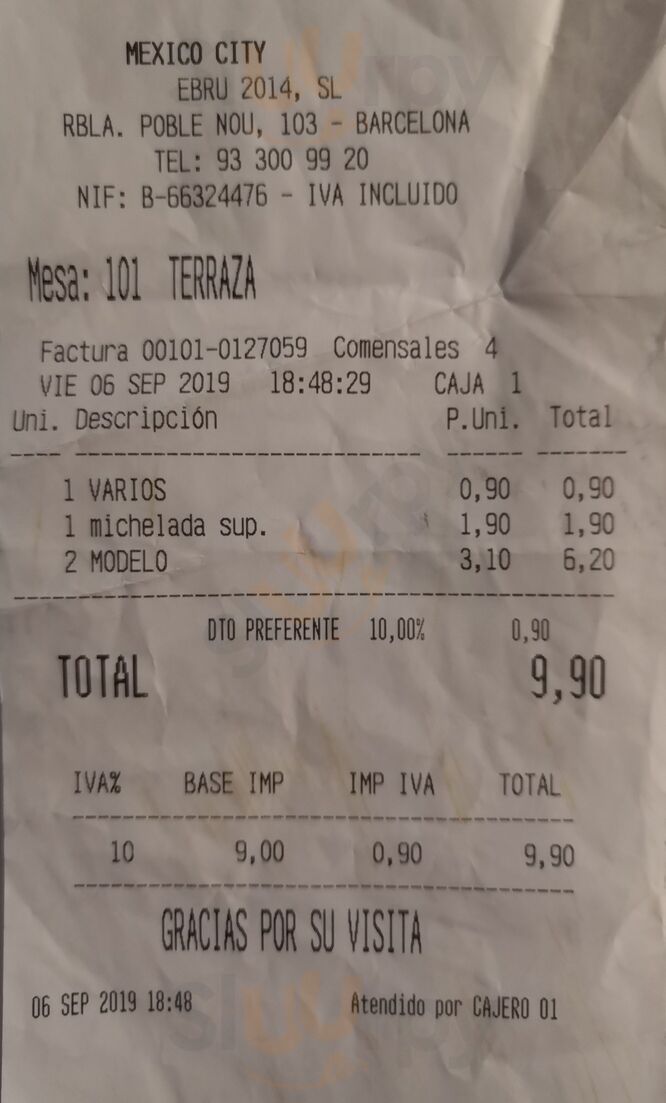 MEXICO CITY
EBRU 2014, SL
RBLA. POBLE NOU, 103 - BARCELONA
TEL: 93 300 99 20
NIF: B-66324476 - IVA INCLUIDO
Mesa: 101 TERRAZA
Factura 00101-0127059 Comensales 4
VIE 06 SEP 2019 18:48:29 CAJA 1
Uni. Descripción P.Uni. Total
1 VARIOS 0,90 0,90
1 michelada sup. 1,90 1,90
2 MODELO 3,10 6,20
DTO PREFERENTE 10,00% 0,90
TOTAL 9,90
IVA% BASE IMP IMP IVA TOTAL
10 9,00 0,90 9,90
GRACIAS POR SU VISITA
06 SEP 2019 18:48 Atendido por CAJERO 01
sluurpy